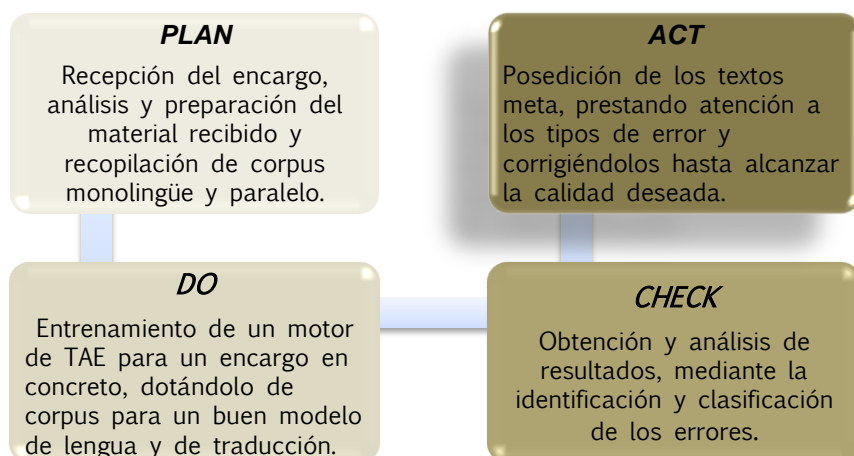 PLAN
Recepción del encargo,
análisis y preparación del
material recibido y
recopilación de corpus
monolingüe y paralelo.
DO
Entrenamiento de un motor
de TAE para un encargo en
concreto, dotándolo de
corpus para un buen modelo
de lengua y de traducción.
CHECK
Obtención y análisis de
resultados, mediante la
identificación y clasificación
de los errores.
ACT
Posedición de los textos
meta, prestando atención a
los tipos de error y
corrigiéndolos hasta alcanzar
la calidad deseada.